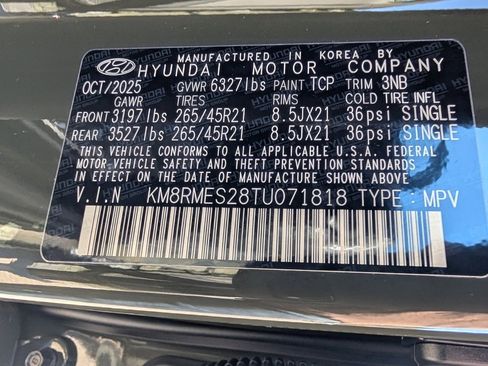 MANUFACTURED IN KOREA BY
HYUNDAI MOTOR COMPANY
OCT/2025 GVWR 6327lbs PAINT TCP TRIM 3NB
GAWR TIRES RIMS COLD TIRE INFL
FRONT 3197lbs 265/45R21 8.5JX21 36psi SINGLE
REAR 3527lbs 265/45R21 8.5JX21 36psi SINGLE
THIS VEHICLE CONFORMS TO ALL APPLICABLE U.S.A. FEDERAL
MOTOR VEHICLE SAFETY STANDARDS IN EFFECT ON THE DATE OF
MANUFACTURE SHOWN ABOVE.
V.I.N KM8RMES28TU071818 TYPE: MPV